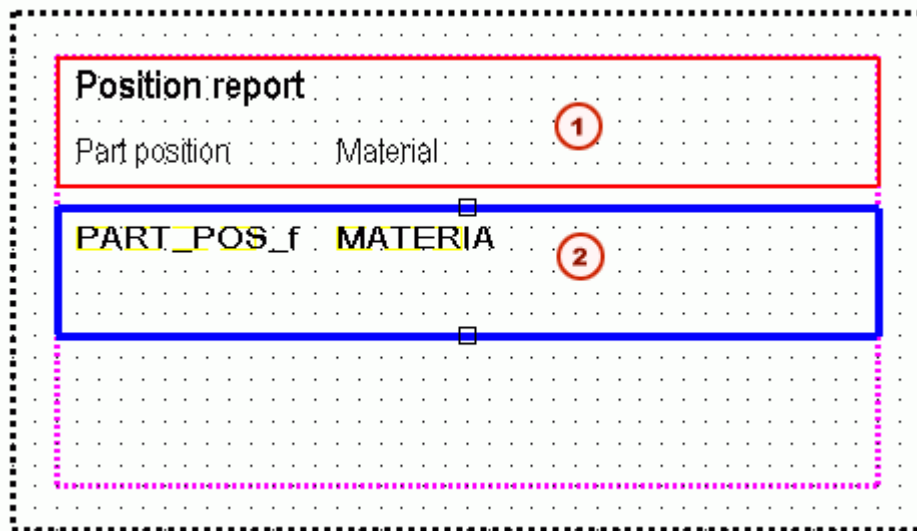 Position report
1
Part position Material
PART_POS_f MATERIA
2